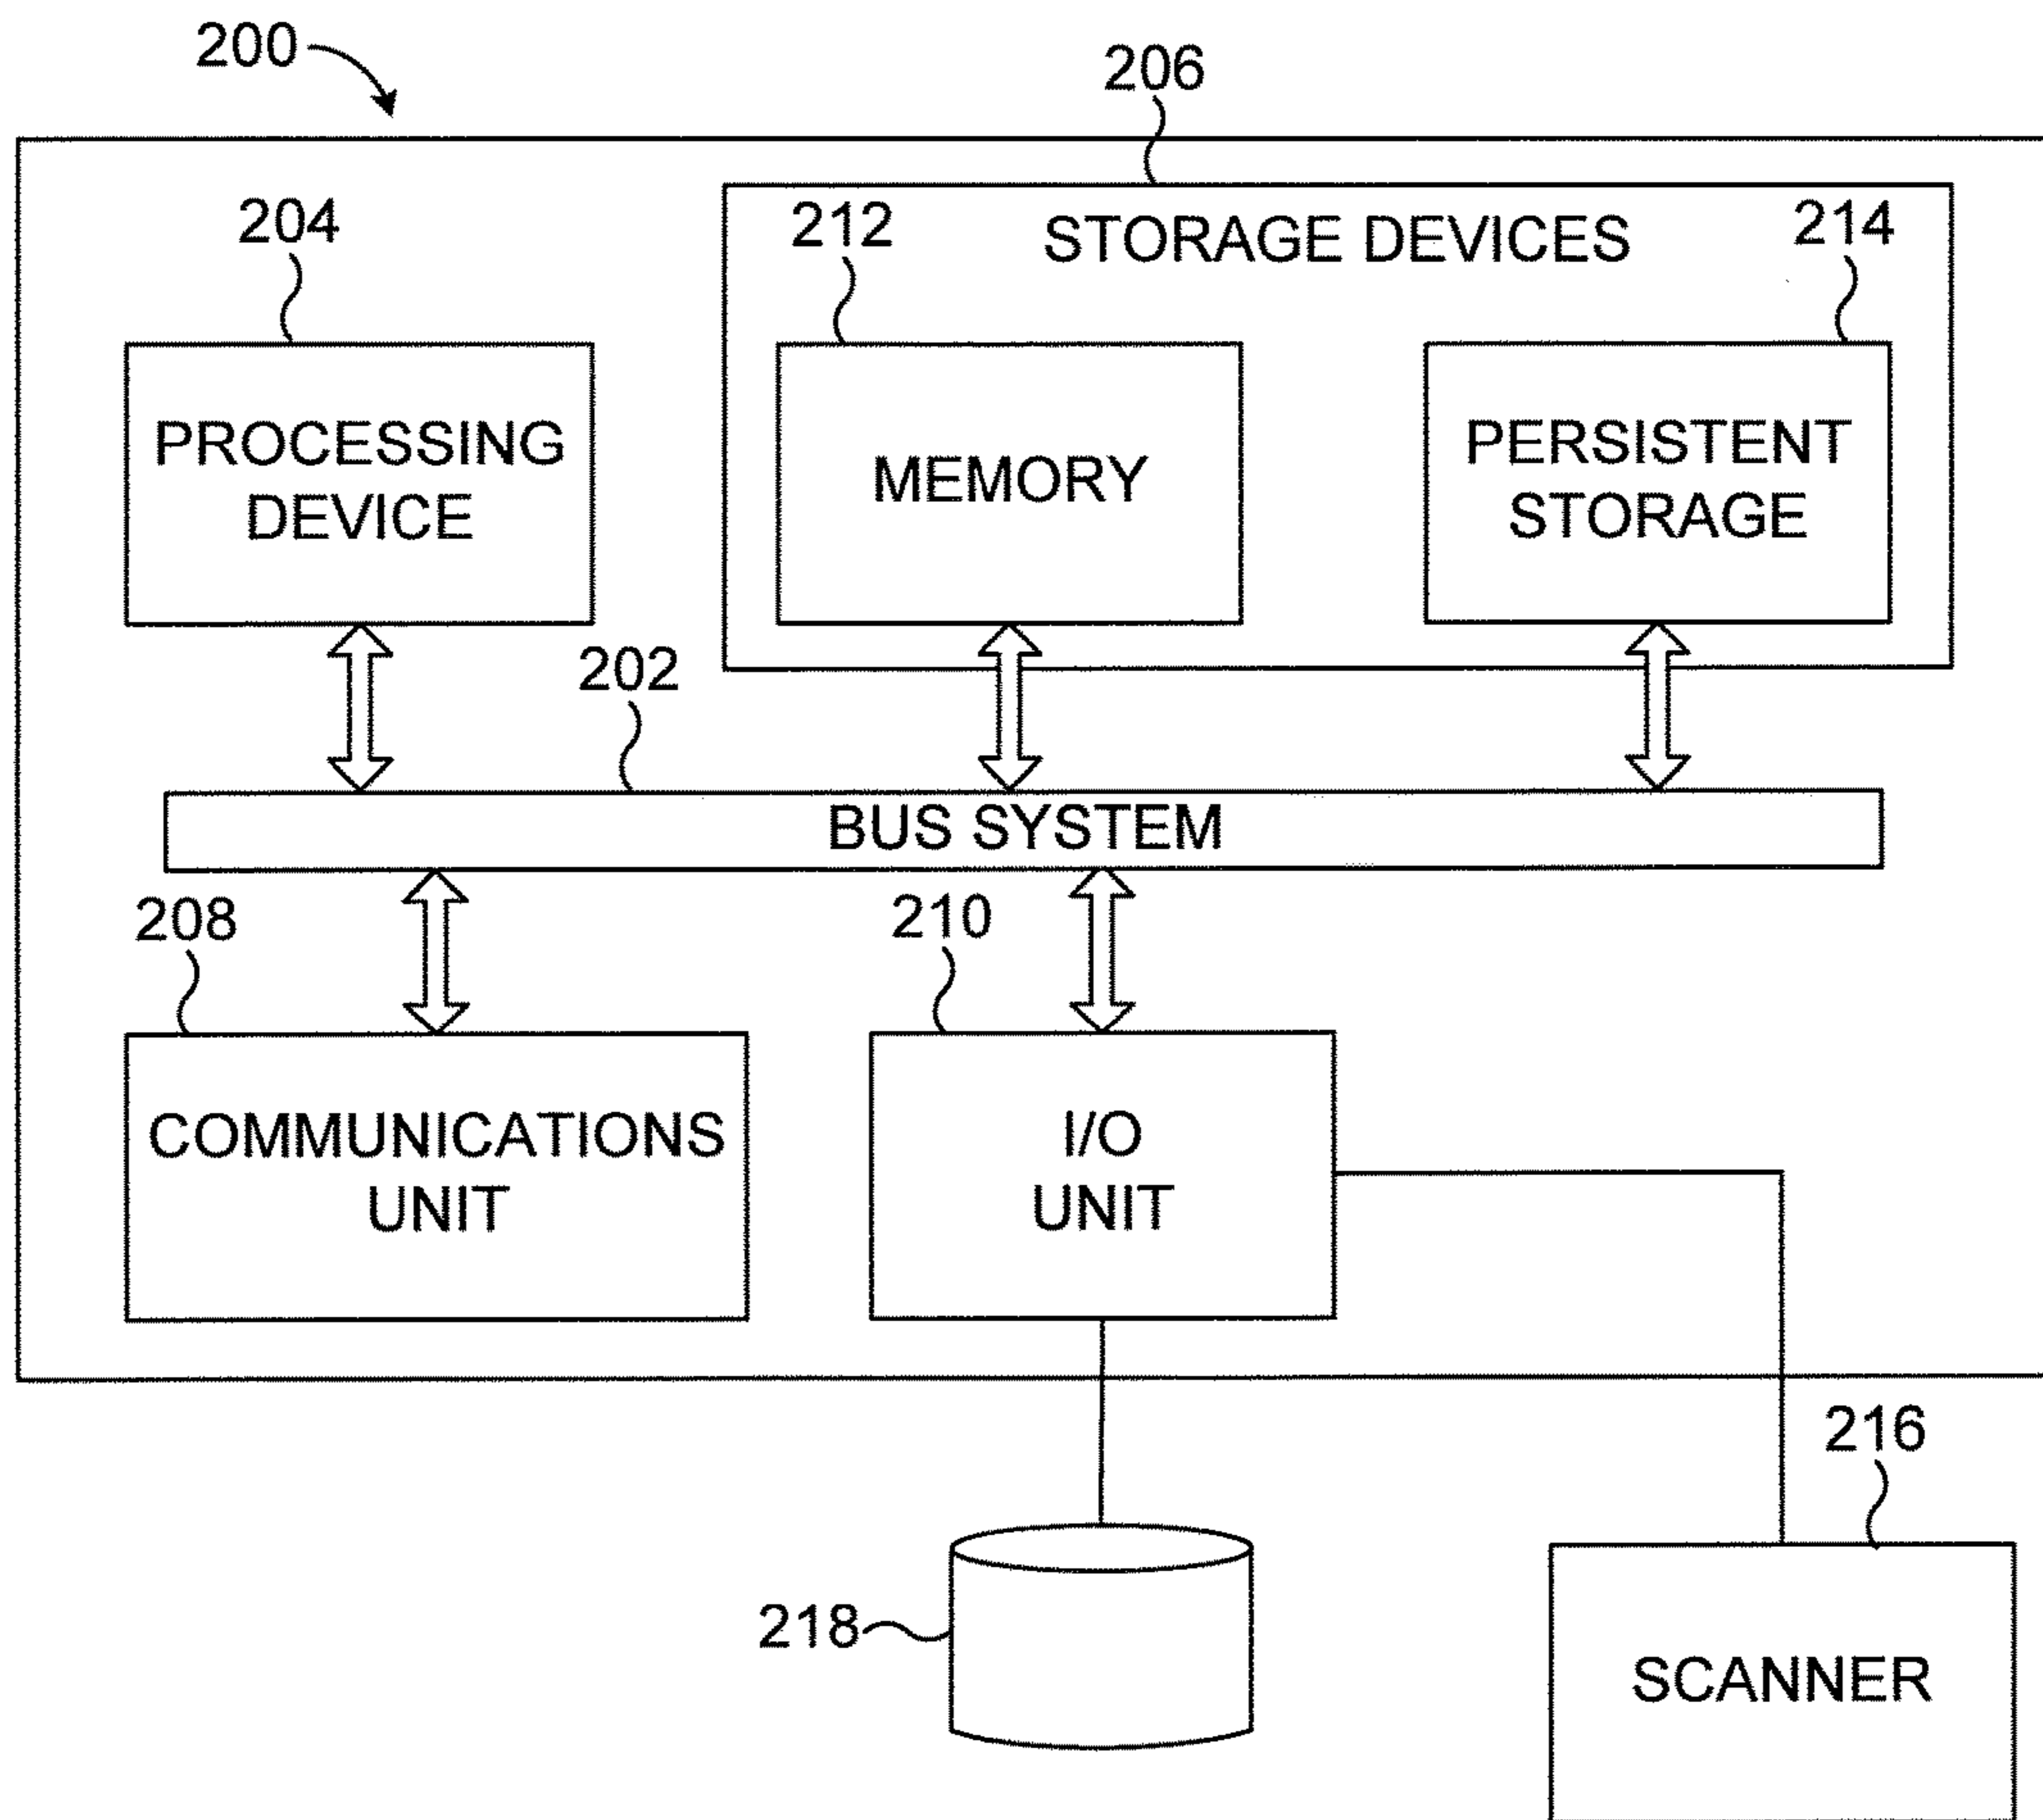 200
206
204
212
STORAGE DEVICES
214
PROCESSING
DEVICE
MEMORY
PERSISTENT
STORAGE
202
BUS SYSTEM
208
210
COMMUNICATIONS
UNIT
I/O
UNIT
216
218
SCANNER